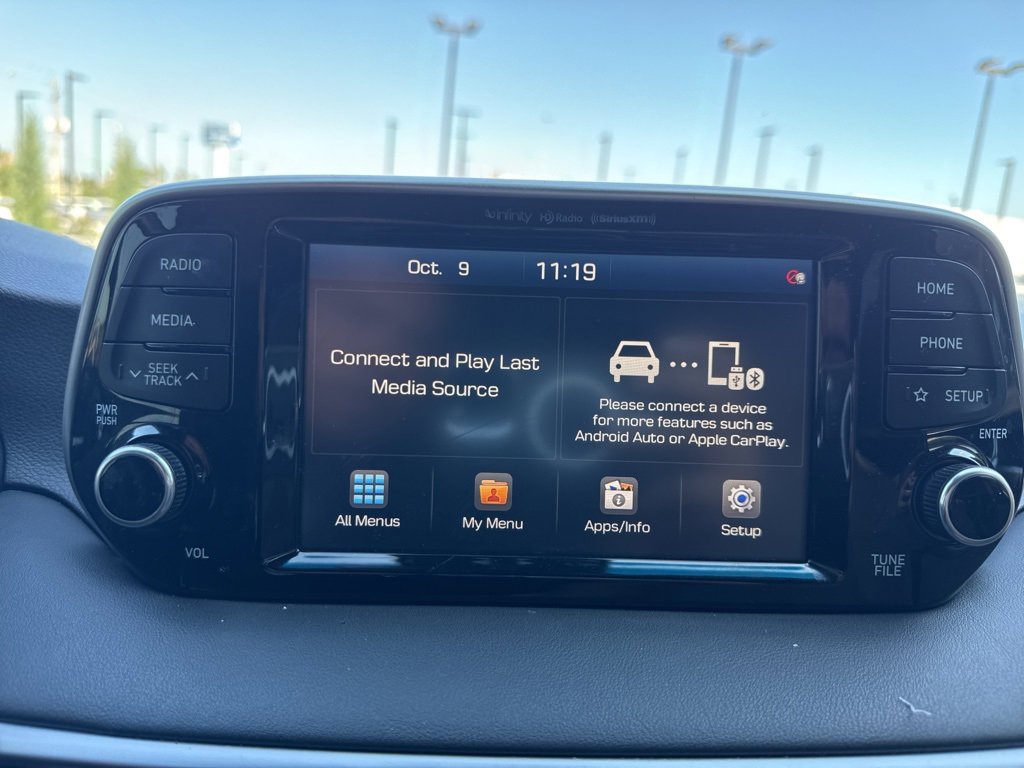 infinity HD Radio ((SiriusXM))
RADIO
MEDIA
SEEK
TRACK
PWR
PUSH
VOL
Oct. 9 11:19
Connect and Play Last
Media Source
Please connect a device
for more features such as
Android Auto or Apple CarPlay.
All Menus
My Menu
Apps/Info
Setup
HOME
PHONE
SETUP
ENTER
TUNE
FILE